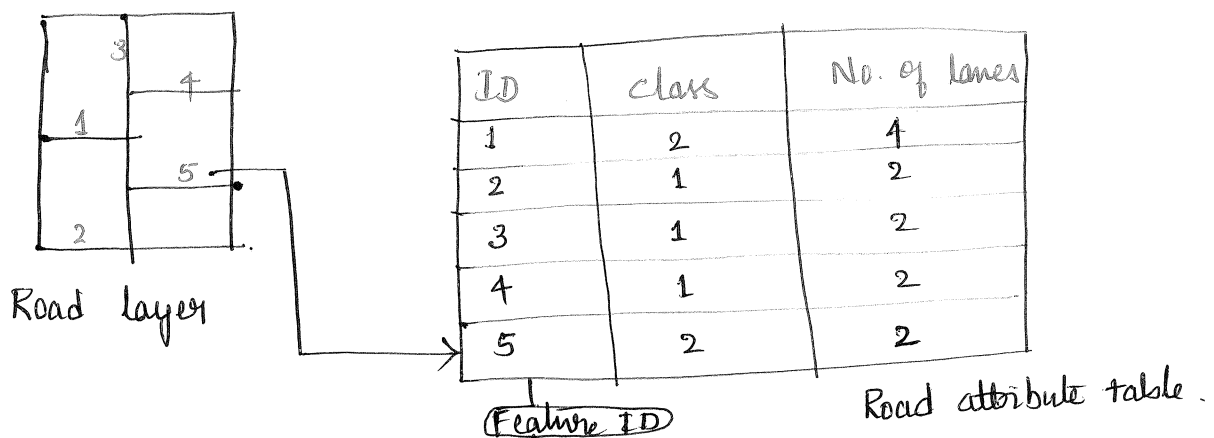 3
4
1
5
2
Road layer
ID Class No. of lanes
1 2 4
2 1 2
3 1 2
4 1 2
5 2 2
Feature ID
Road attribute table.